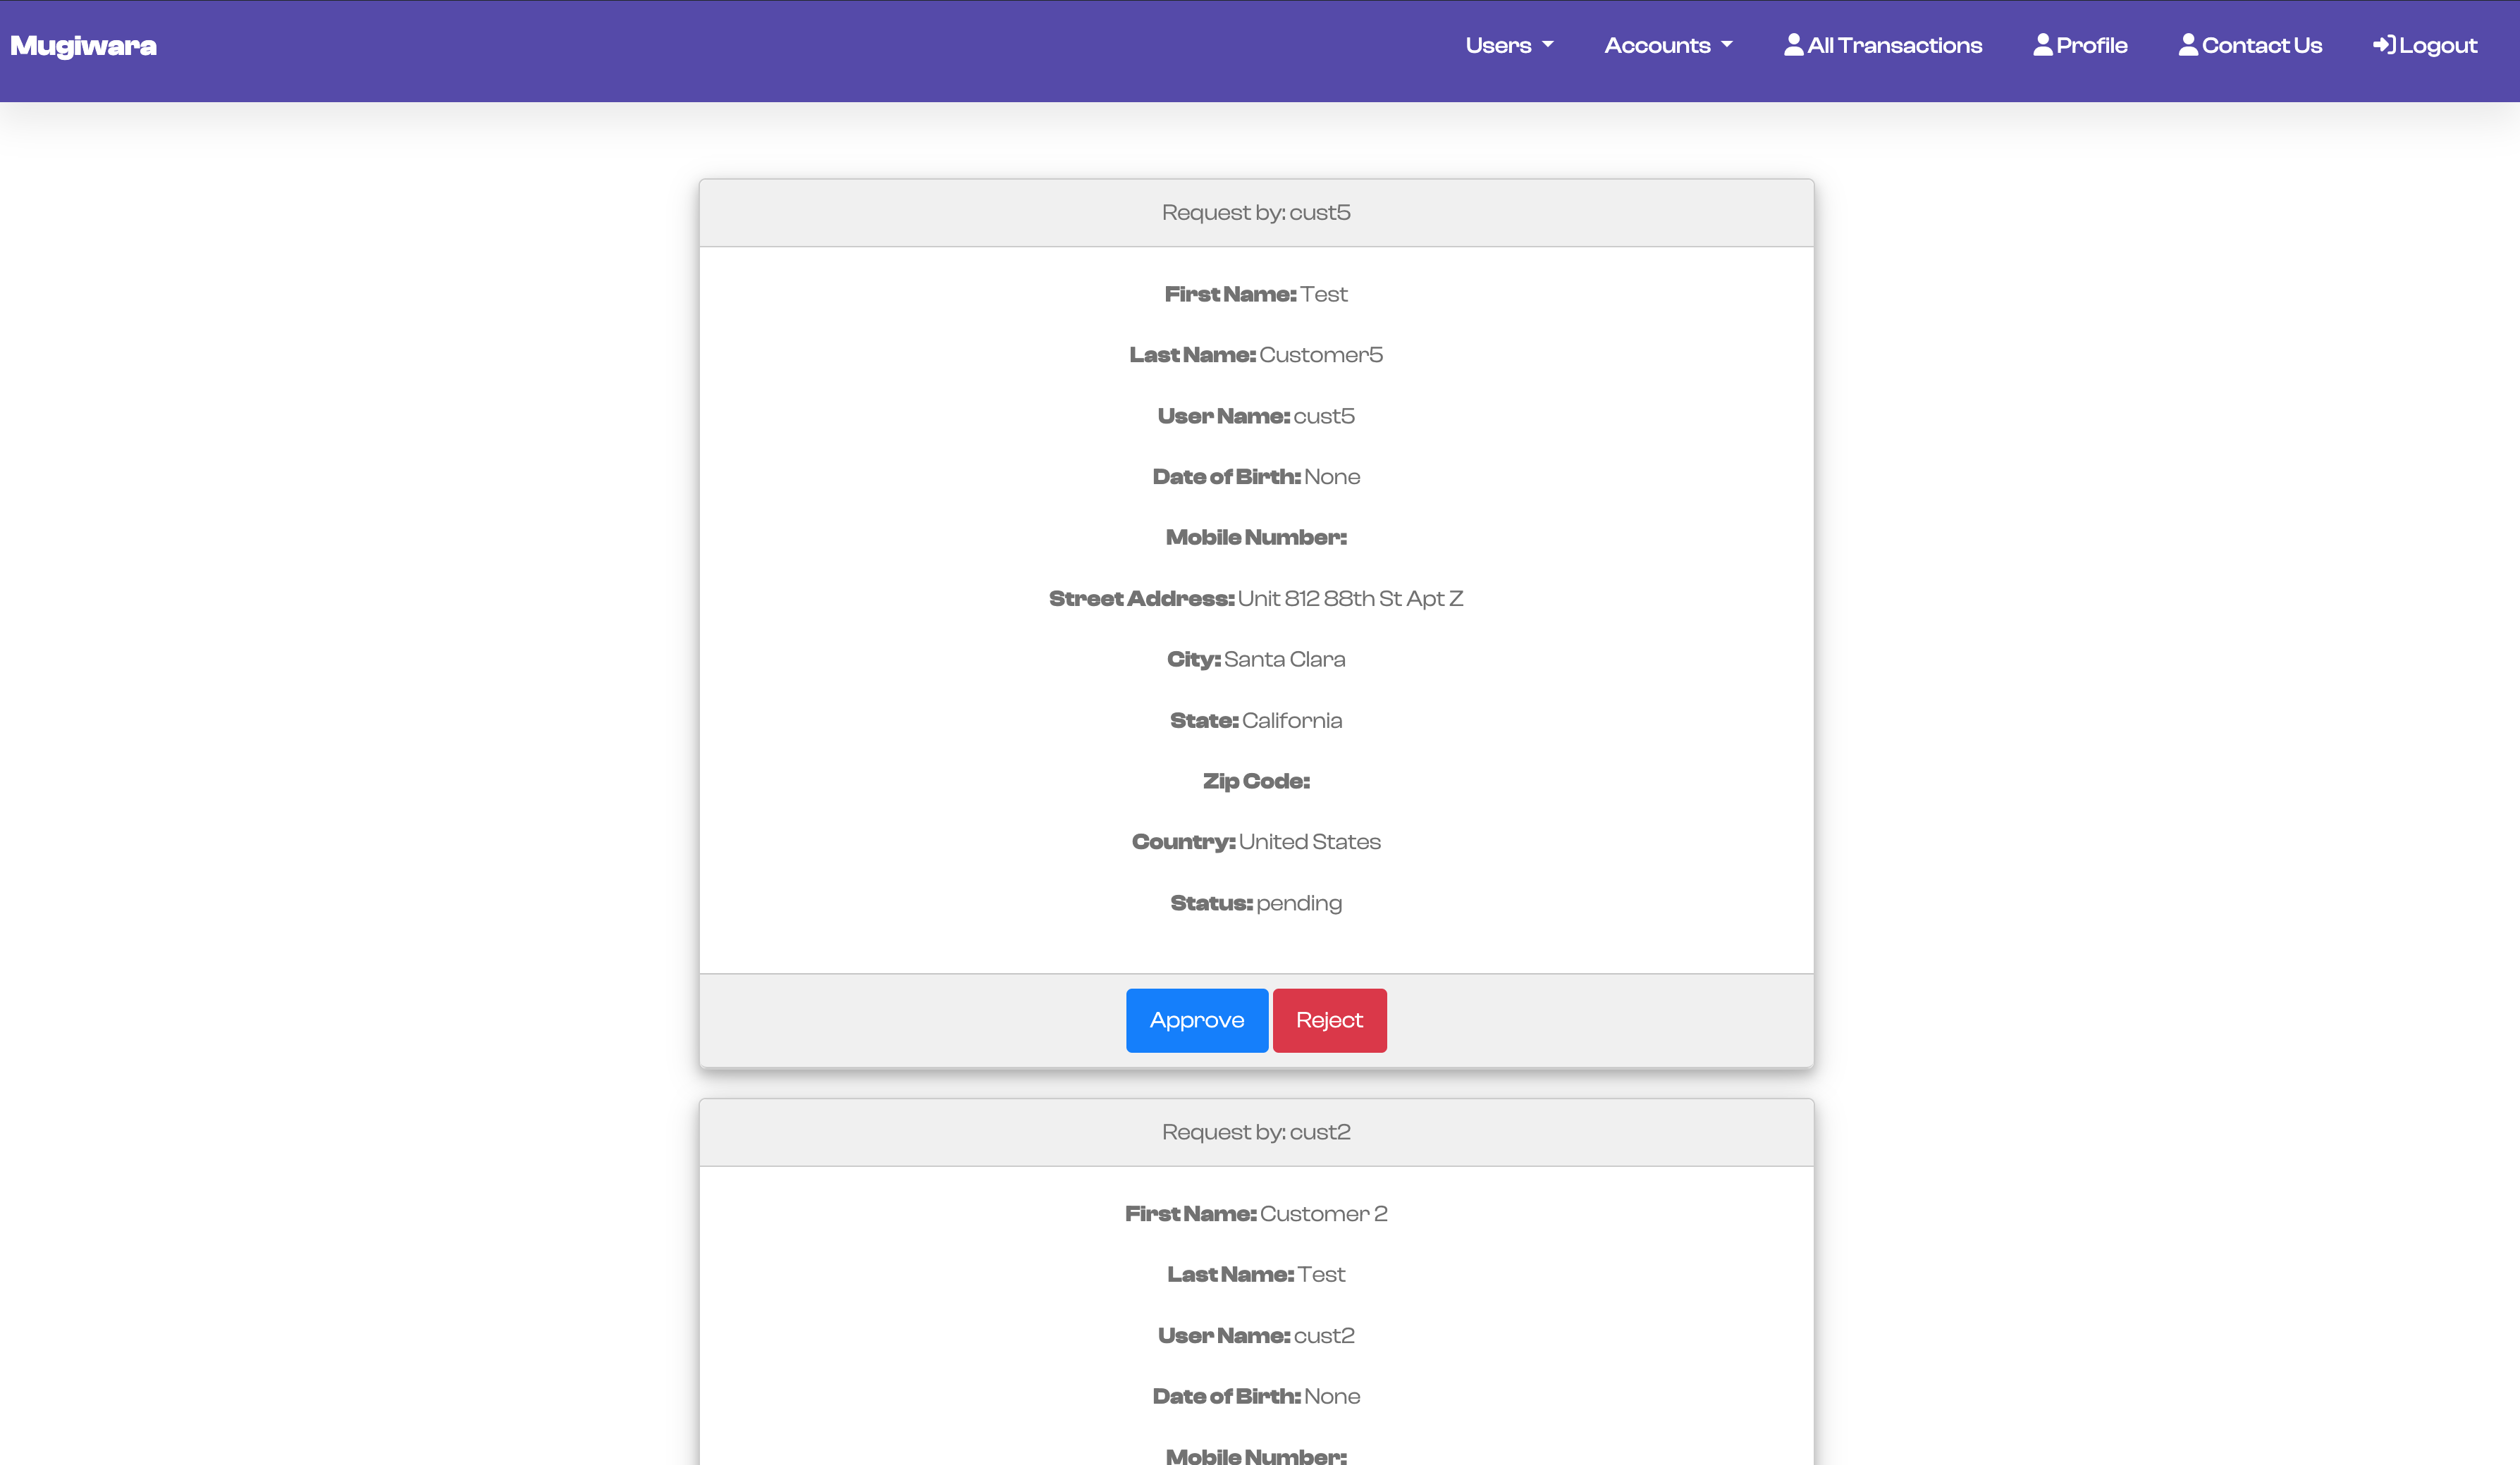 Mugiwara Users Accounts All Transactions Profile Contact Us Logout
Request by: cust5
First Name: Test
Last Name: Customer5
User Name: cust5
Date of Birth: None
Mobile Number:
Street Address: Unit 812 88th St Apt Z
City: Santa Clara
State: California
Zip Code:
Country: United States
Status: pending
Approve Reject
Request by: cust2
First Name: Customer 2
Last Name: Test
User Name: cust2
Date of Birth: None
Mobile Number: